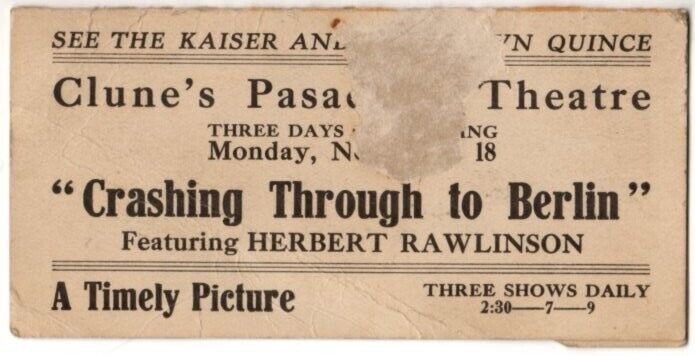 SEE THE KAISER AND QUINCE
Clune's Theatre
THREE DAYS
Monday, 18
"Crashing Through to Berlin"
Featuring HERBERT RAWLINSON
A Timely Picture
THREE SHOWS DAILY
2:30—7—9